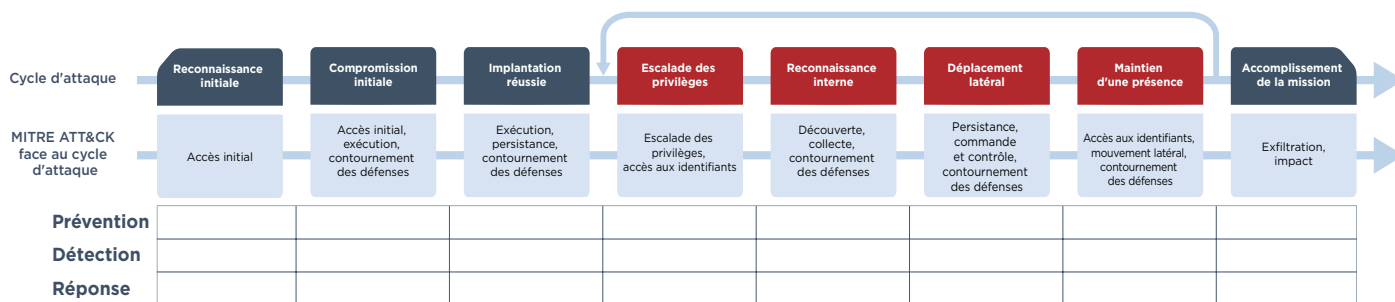 Cycle d'attaque
Reconnaissance
initiale
Compromission
initiale
Implantation
réussie
Escalade des
privilèges
Reconnaissance
interne
Déplacement
latéral
Maintien
d'une présence
Accomplissement
de la mission
MITRE ATT&CK
face au cycle
d'attaque
Accès initial
Accès initial,
exécution,
contournement
des défenses
Exécution,
persistance,
contournement
des défenses
Escalade des
privilèges,
accès aux identifiants
Découverte,
collecte,
contournement
des défenses
Persistance,
commande
et contrôle,
contournement
des défenses
Accès aux identifiants,
mouvement latéral,
contournement
des défenses
Exfiltration,
impact
Prévention
Détection
Réponse